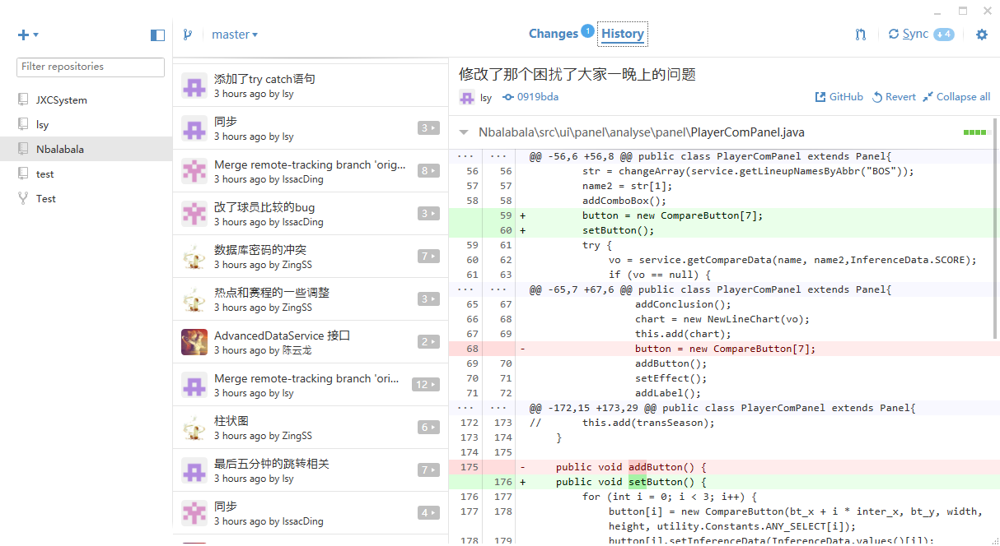 master
Changes 1 History
Sync 4
Filter repositories
JXCSystem
lsy
Nbalabala
test
Test
添加了try catch语句
3 hours ago by lsy
同步
3 hours ago by lsy
3
Merge remote-tracking branch 'orig...
3 hours ago by IssacDing
8
改了球员比较的bug
3 hours ago by IssacDing
3
数据库密码的冲突
3 hours ago by ZingSS
7
热点和赛程的一些调整
3 hours ago by ZingSS
3
AdvancedDataService 接口
3 hours ago by 陈云龙
2
Merge remote-tracking branch 'ori...
3 hours ago by lsy
12
柱状图
3 hours ago by ZingSS
6
最后五分钟的跳转相关
3 hours ago by lsy
7
同步
3 hours ago by IssacDing
4
修改了那个困扰了大家一晚上的问题
lsy 0919bda GitHub Revert Collapse all
Nbalabala\src\ui\panel\analyse\panel\PlayerComPanel.java
... ... @@ -56,6 +56,8 @@ public class PlayerComPanel extends Panel{
56 56 str = changeArray(service.getLineupNamesByAbbr("BOS"));
57 57 name2 = str[1];
58 58 addComboBox();
59 + button = new CompareButton[7];
60 + setButton();
59 61 try {
60 62 vo = service.getCompareData(name, name2,InferenceData.SCORE);
61 63 if (vo == null) {
... ... @@ -65,7 +67,6 @@ public class PlayerComPanel extends Panel{
65 67 addConclusion();
66 68 chart = new NewLineChart(vo);
67 69 this.add(chart);
68 - button = new CompareButton[7];
69 70 addButton();
70 71 setEffect();
71 72 addLabel();
... ... @@ -172,15 +173,29 @@ public class PlayerComPanel extends Panel{
172 173 // this.add(transSeason);
173 174 }
174 175
175 - public void addButton() {
176 + public void setButton() {
176 177 for (int i = 0; i < 3; i++) {
177 178 button[i] = new CompareButton(bt_x + i * inter_x, bt_y, width,
height, utility.Constants.ANY_SELECT[i]);
178 179 button[i].setInferenceData(InferenceData.values()[i]);